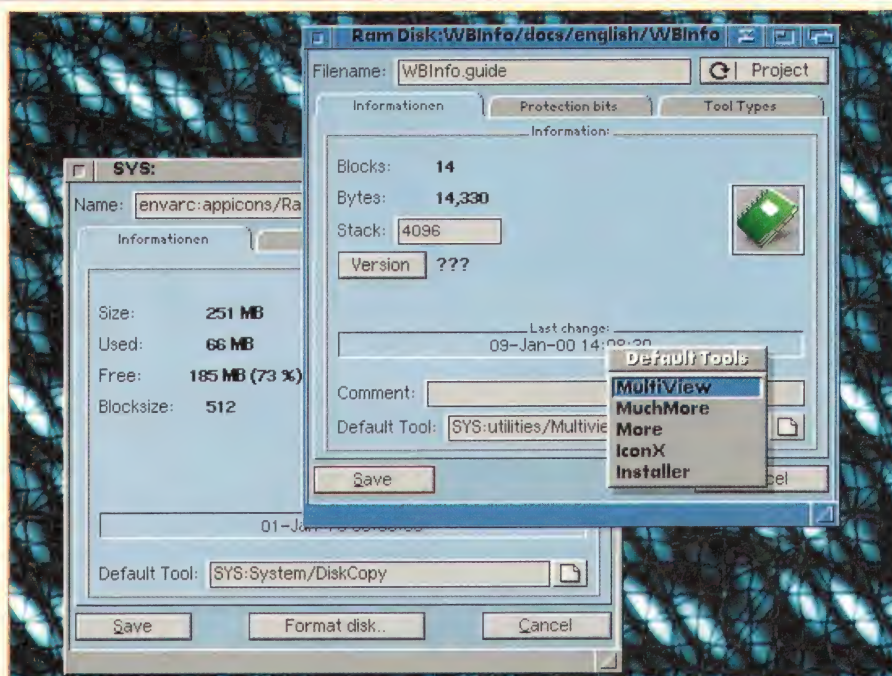 Ram Disk:WBInfo/docs/english/WBInfo
Filename: WBInfo.guide Project
Informationen Protection bits Tool Types
Information:
Blocks: 14
Bytes: 14,330
Stack: 4096
Version ???
Last change:
09-Jan-00
Comment:
Default Tool: SYS:utilities/Multivie
Save
Default Tools
MultiView
MuchMore
More
IconX
Installer
SYS:
Name: envarc:appicons/Ra
Informationen
Size: 251 MB
Used: 66 MB
Free: 185 MB (73 %)
Blocksize: 512
Default Tool: SYS:System/DiskCopy
Save Format disk.. Cancel